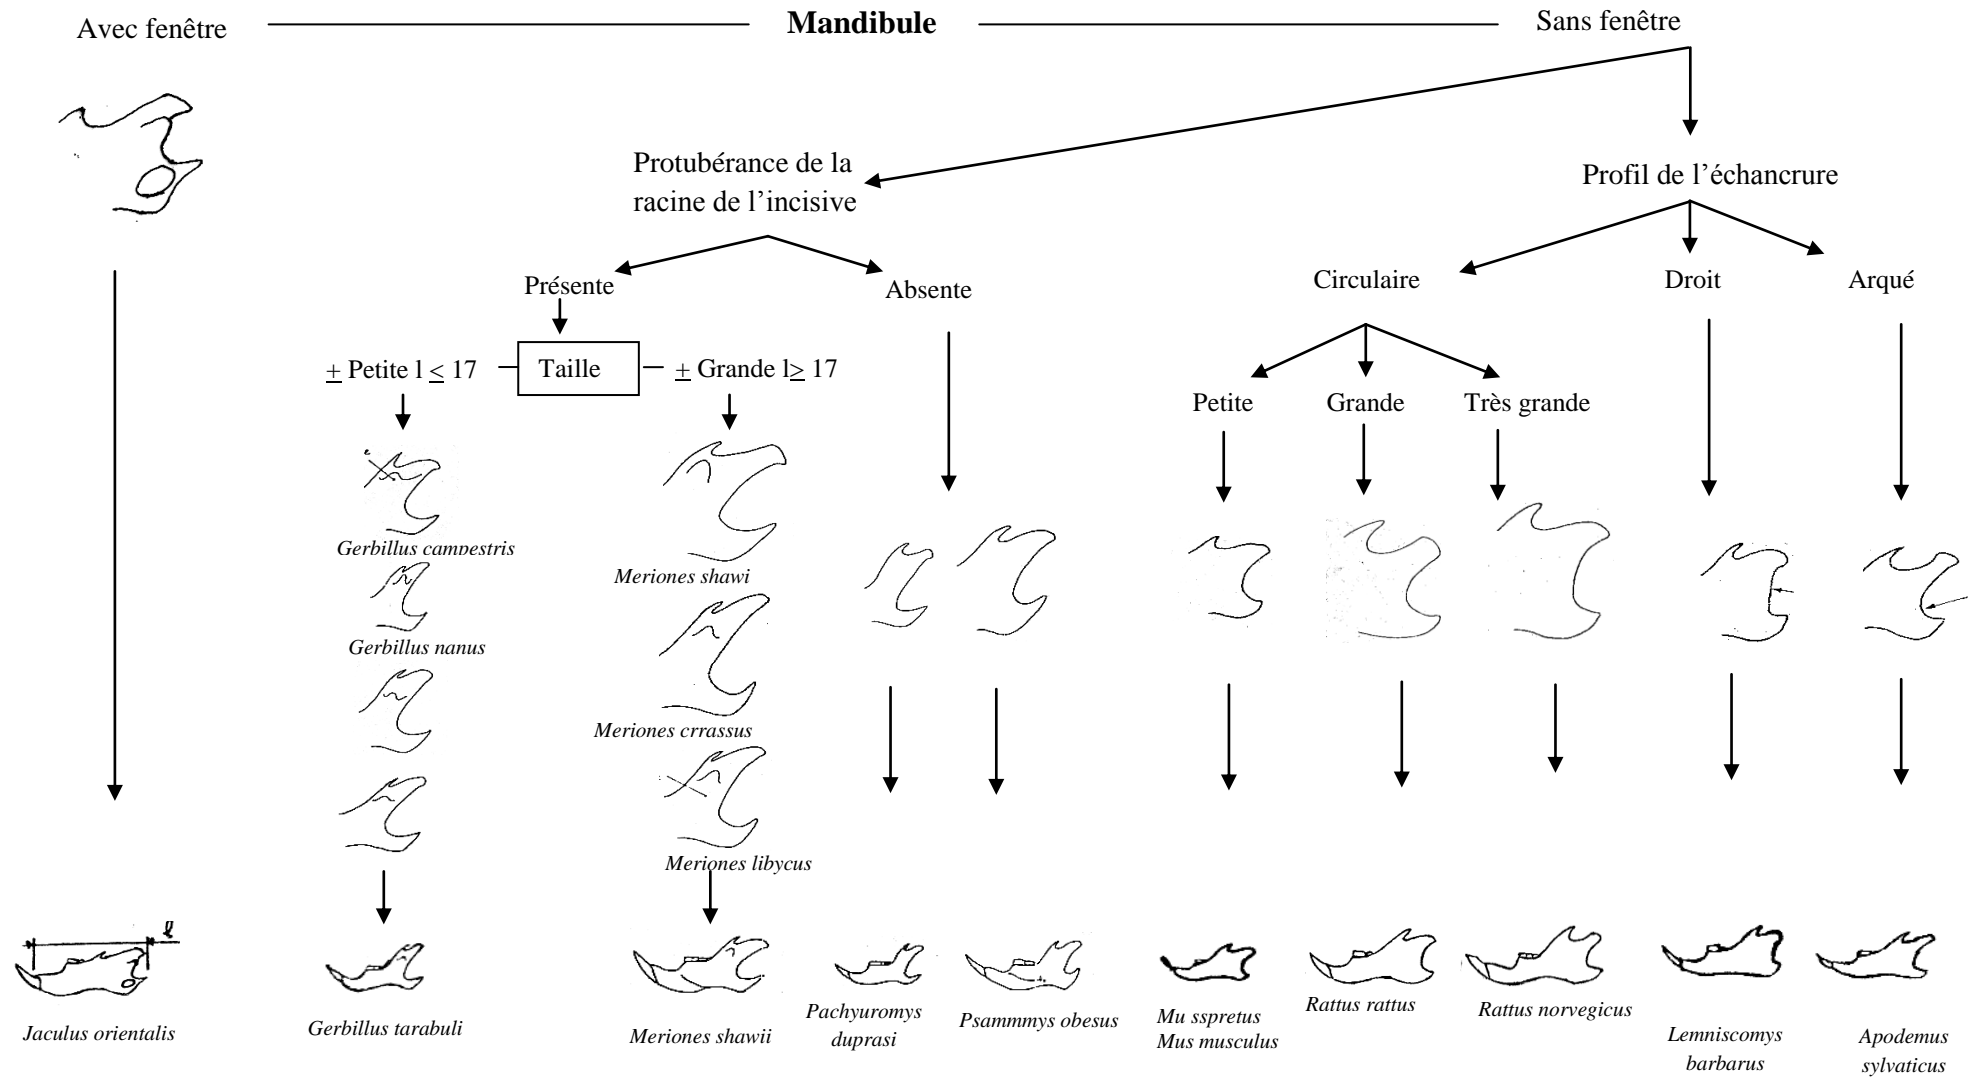 Avec fenêtre
Mandibule
Sans fenêtre
Protubérance de la
racine de l’incisive
Profil de l’échancrure
Présente
Absente
Circulaire
Droit
Arqué
+ Petite l < 17
Taille
+ Grande l> 17
Petite
Grande
Très grande
Gerbillus campestris
Meriones shawi
Gerbillus nanus
Meriones crrassus
Meriones libycus
l
Jaculus orientalis
Gerbillus tarabuli
Meriones shawii
Pachyuromys
duprasi
Psammmys obesus
Mu sspretus
Mus musculus
Rattus rattus
Rattus norvegicus
Lemniscomys
barbarus
Apodemus
sylvaticus